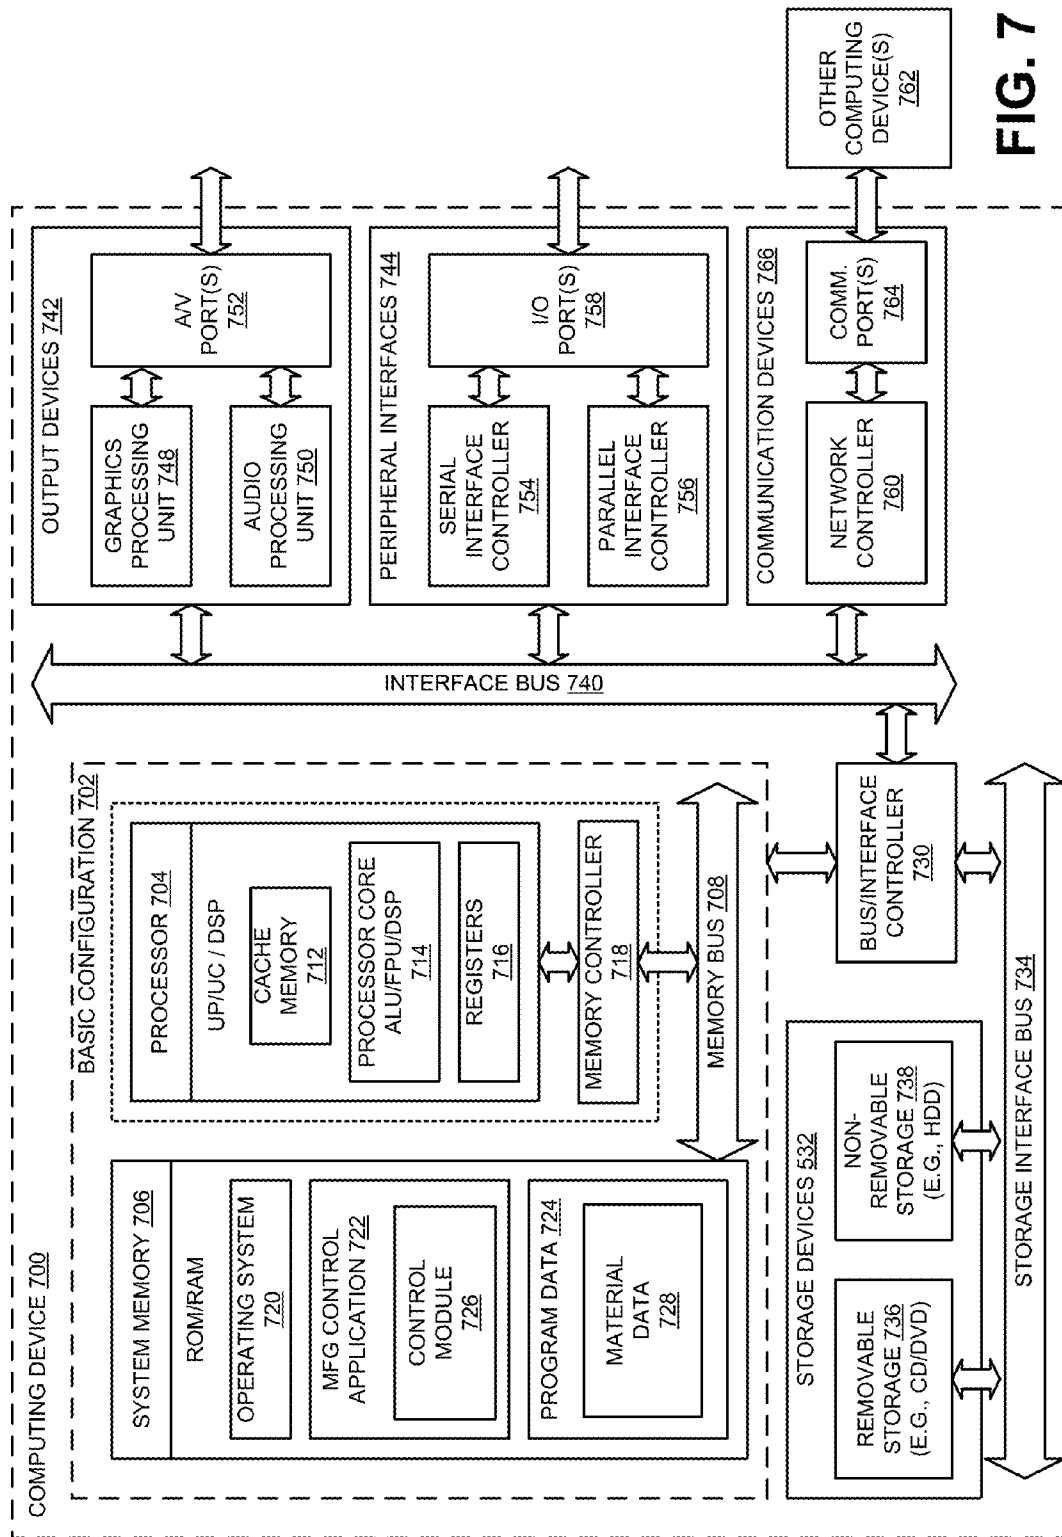 COMPUTING DEVICE 700
BASIC CONFIGURATION 702
SYSTEM MEMORY 706
ROM/RAM
OPERATING SYSTEM
720
MFG CONTROL
APPLICATION 722
CONTROL
MODULE
726
PROGRAM DATA 724
MATERIAL
DATA
728
PROCESSOR 704
UP/UC / DSP
CACHE
MEMORY
712
PROCESSOR CORE
ALU/FPU/DSP
714
REGISTERS
716
MEMORY CONTROLLER
718
MEMORY BUS 708
BUS/INTERFACE
CONTROLLER
730
STORAGE DEVICES 532
REMOVABLE
STORAGE 736
(E.G., CD/DVD)
NON-
REMOVABLE
STORAGE 738
(E.G., HDD)
STORAGE INTERFACE BUS 734
INTERFACE BUS 740
OUTPUT DEVICES 742
GRAPHICS
PROCESSING
UNIT 748
AUDIO
PROCESSING
UNIT 750
A/V
PORT(S)
752
PERIPHERAL INTERFACES 744
SERIAL
INTERFACE
CONTROLLER
754
PARALLEL
INTERFACE
CONTROLLER
756
I/O
PORT(S)
758
COMMUNICATION DEVICES 766
NETWORK
CONTROLLER
760
COMM.
PORT(S)
764
OTHER
COMPUTING
DEVICE(S)
762
FIG. 7